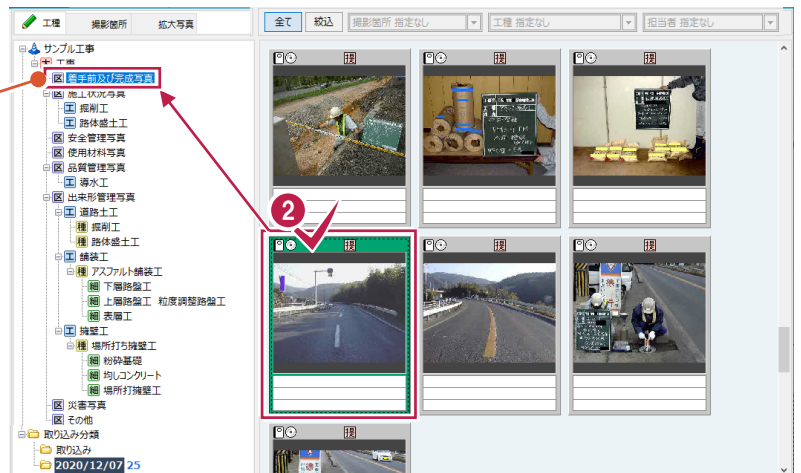 工種 撮影箇所 拡大写真
全て 絞込 撮影箇所 指定なし 工種 指定なし 担当者 指定なし
サンプル工事
工 工事
区 着手前及び完成写真
区 施工状況写真
工 掘削工
工 路体盛土工
区 安全管理写真
区 使用材料写真
区 品質管理写真
工 導水工
区 出来形管理写真
工 道路土工
種 掘削工
種 路体盛土工
工 舗装工
種 アスファルト舗装工
細 下層路盤工
細 上層路盤工 粒度調整路盤工
細 表層工
工 擁壁工
種 場所打ち擁壁工
細 粉砕基礎
細 均しコンクリート
細 場所打擁壁工
区 災害写真
区 その他
取り込み分類
取り込み
2020/12/07 25
提
提
提
2
提
提
提
提